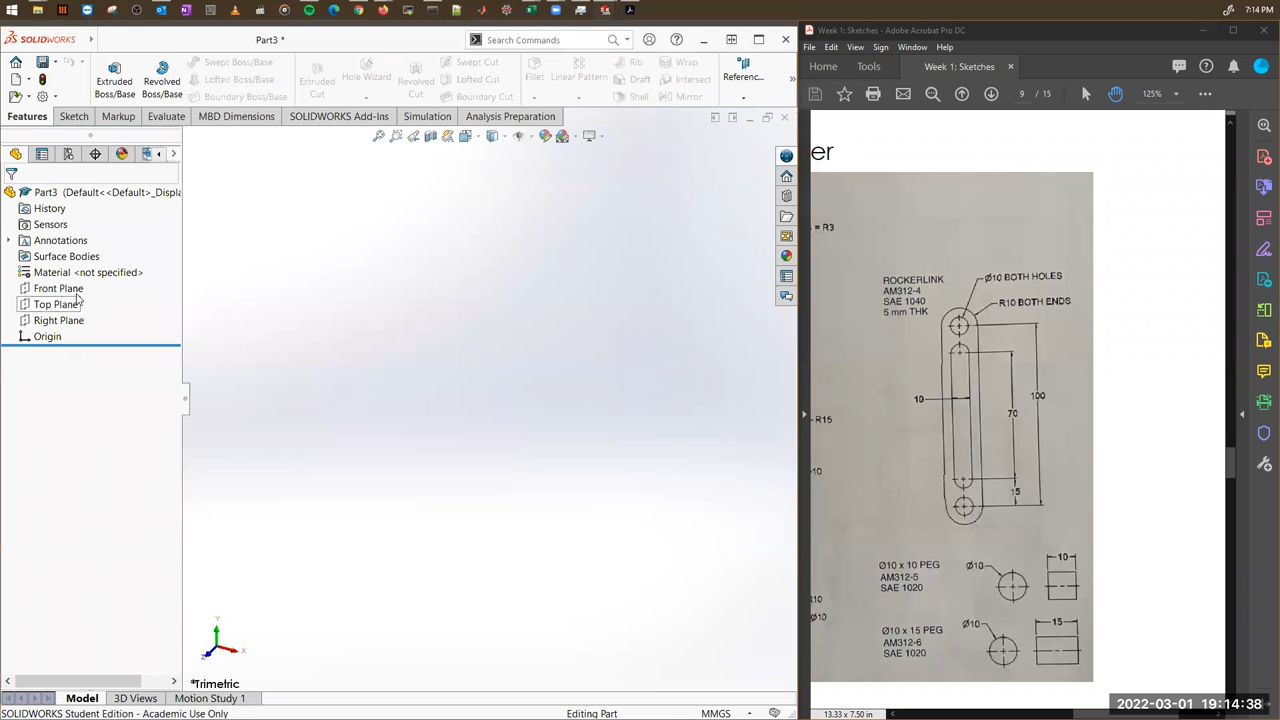 7:14 PM
SOLIDWORKS
Part3 *
Search Commands
Extruded Boss/Base
Revolved Boss/Base
Swept Boss/Base
Lofted Boss/Base
Boundary Boss/Base
Extruded Cut
Hole Wizard
Revolved Cut
Swept Cut
Lofted Cut
Boundary Cut
Fillet
Linear Pattern
Rib
Draft
Shell
Wrap
Intersect
Mirror
Referenc...
Features
Sketch
Markup
Evaluate
MBD Dimensions
SOLIDWORKS Add-Ins
Simulation
Analysis Preparation
Part3 (Default<<Default>_Displa
History
Sensors
Annotations
Surface Bodies
Material <not specified>
Front Plane
Top Plane
Right Plane
Origin
Y
X
Z
*Trimetric
Model
3D Views
Motion Study 1
SOLIDWORKS Student Edition - Academic Use Only
Editing Part
MMGS
Week 1: Sketches - Adobe Acrobat Pro DC
File Edit View Sign Window Help
Home
Tools
Week 1: Sketches
9 / 15
125%
er
= R3
ROCKERLINK
AM312-4
SAE 1040
5 mm THK
Ø10 BOTH HOLES
R10 BOTH ENDS
10
70
100
15
R15
Ø10 x 10 PEG
AM312-5
SAE 1020
Ø10
10
Ø10 x 15 PEG
AM312-6
SAE 1020
Ø10
15
Ø10
13.33 x 7.50 in
2022-03-01 19:14:38